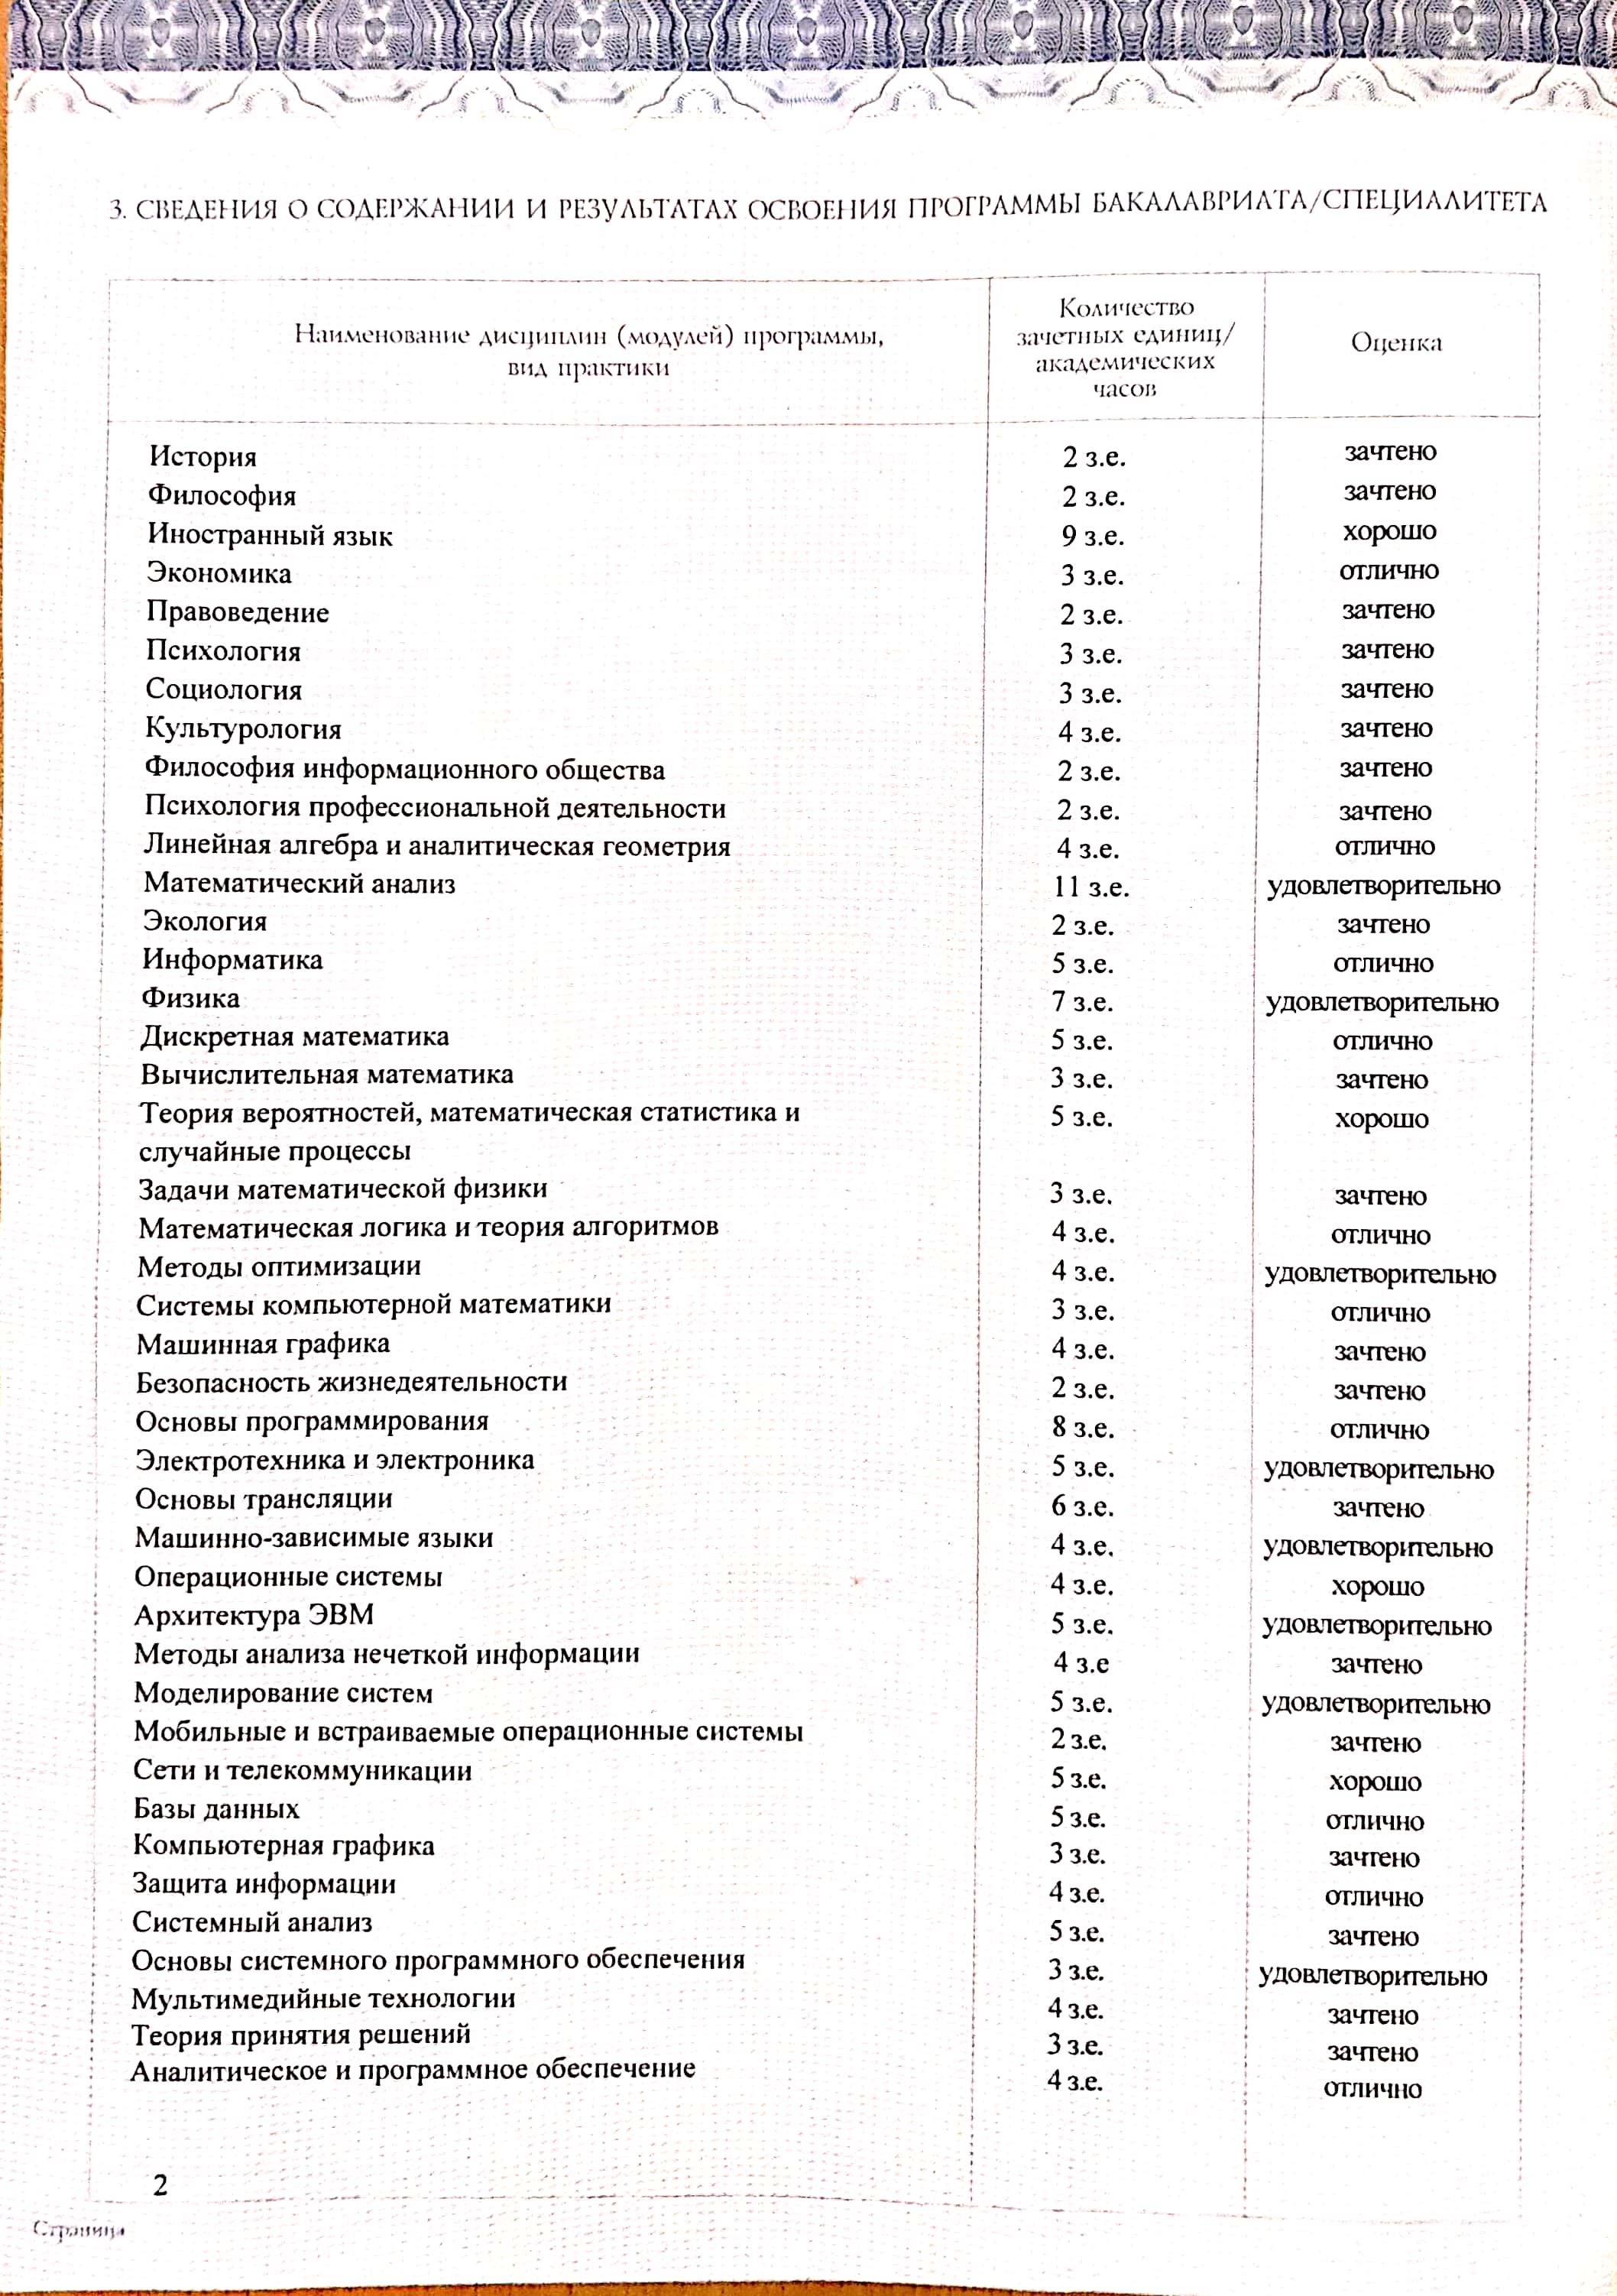 3. СВЕДЕНИЯ О СОДЕРЖАНИИ И РЕЗУЛЬТАТАХ ОСВОЕНИЯ ПРОГРАММЫ БАКАЛАВРИАТА/СПЕЦИАЛИТЕТА
Наименование дисциплин (модулей) программы,
вид практики
Количество
зачетных единиц/
академических
часов
Оценка
История 2 з.е. зачтено
Философия 2 з.е. зачтено
Иностранный язык 9 з.е. хорошо
Экономика 3 з.е. отлично
Правоведение 2 з.е. зачтено
Психология 3 з.е. зачтено
Социология 3 з.е. зачтено
Культурология 4 з.е. зачтено
Философия информационного общества 2 з.е. зачтено
Психология профессиональной деятельности 2 з.е. зачтено
Линейная алгебра и аналитическая геометрия 4 з.е. отлично
Математический анализ 11 з.е. удовлетворительно
Экология 2 з.е. зачтено
Информатика 5 з.е. отлично
Физика 7 з.е. удовлетворительно
Дискретная математика 5 з.е. отлично
Вычислительная математика 3 з.е. зачтено
Теория вероятностей, математическая статистика и 5 з.е. хорошо
случайные процессы
Задачи математической физики 3 з.е. зачтено
Математическая логика и теория алгоритмов 4 з.е. отлично
Методы оптимизации 4 з.е. удовлетворительно
Системы компьютерной математики 3 з.е. отлично
Машинная графика 4 з.е. зачтено
Безопасность жизнедеятельности 2 з.е. зачтено
Основы программирования 8 з.е. отлично
Электротехника и электроника 5 з.е. удовлетворительно
Основы трансляции 6 з.е. зачтено
Машинно-зависимые языки 4 з.е. удовлетворительно
Операционные системы 4 з.е. хорошо
Архитектура ЭВМ 5 з.е. удовлетворительно
Методы анализа нечеткой информации 4 з.е зачтено
Моделирование систем 5 з.е. удовлетворительно
Мобильные и встраиваемые операционные системы 2 з.е. зачтено
Сети и телекоммуникации 5 з.е. хорошо
Базы данных 5 з.е. отлично
Компьютерная графика 3 з.е. зачтено
Защита информации 4 з.е. отлично
Системный анализ 5 з.е. зачтено
Основы системного программного обеспечения 3 з.е. удовлетворительно
Мультимедийные технологии 4 з.е. зачтено
Теория принятия решений 3 з.е. зачтено
Аналитическое и программное обеспечение 4 з.е. отлично
2
Страница